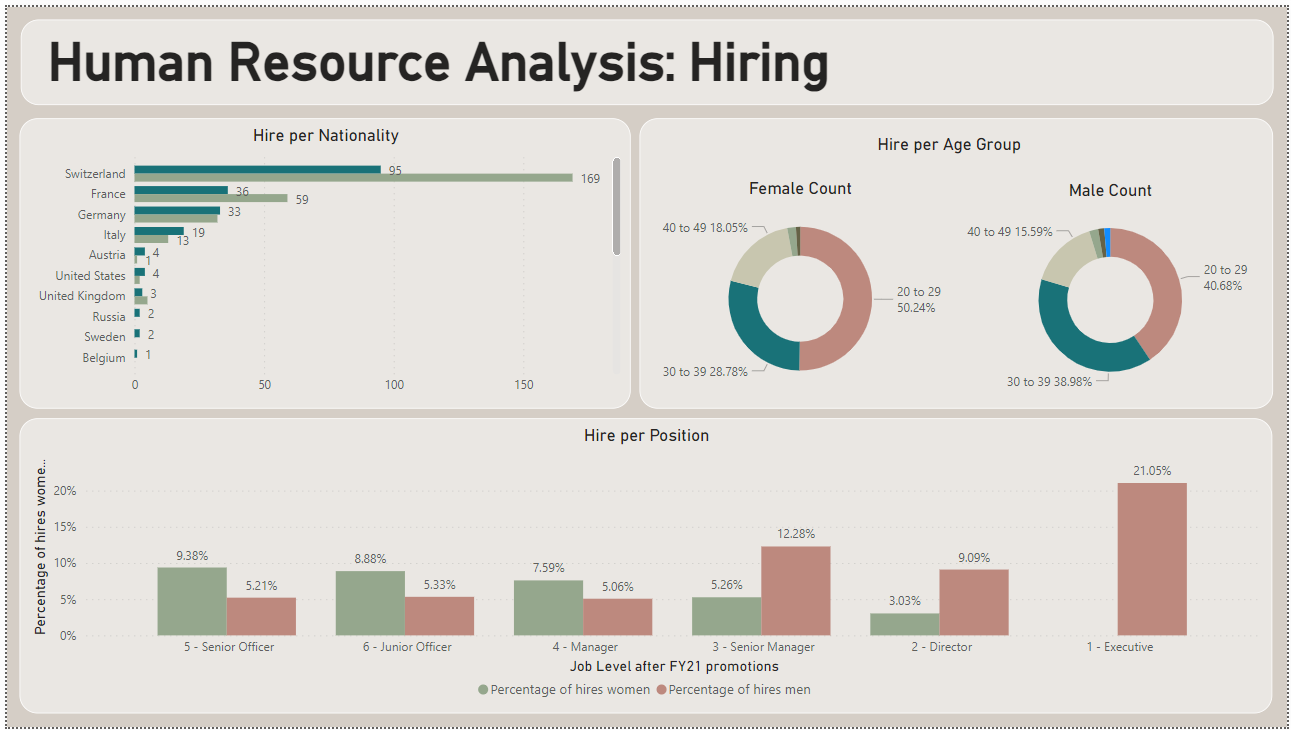 Human Resource Analysis: Hiring
Hire per Nationality
Switzerland 95 169
France 36 59
Germany 33
Italy 19 13
Austria 4 1
United States 4
United Kingdom 3
Russia 2
Sweden 2
Belgium 1
0 50 100 150
Hire per Age Group
Female Count
40 to 49 18.05%
20 to 29
50.24%
30 to 39 28.78%
Male Count
40 to 49 15.59%
20 to 29
40.68%
30 to 39 38.98%
Hire per Position
Percentage of hires wome...
20%
15%
10%
5%
0%
9.38% 5.21% 8.88% 5.33% 7.59% 5.06% 5.26% 12.28% 3.03% 9.09% 21.05%
5 - Senior Officer 6 - Junior Officer 4 - Manager 3 - Senior Manager 2 - Director 1 - Executive
Job Level after FY21 promotions
Percentage of hires women Percentage of hires men